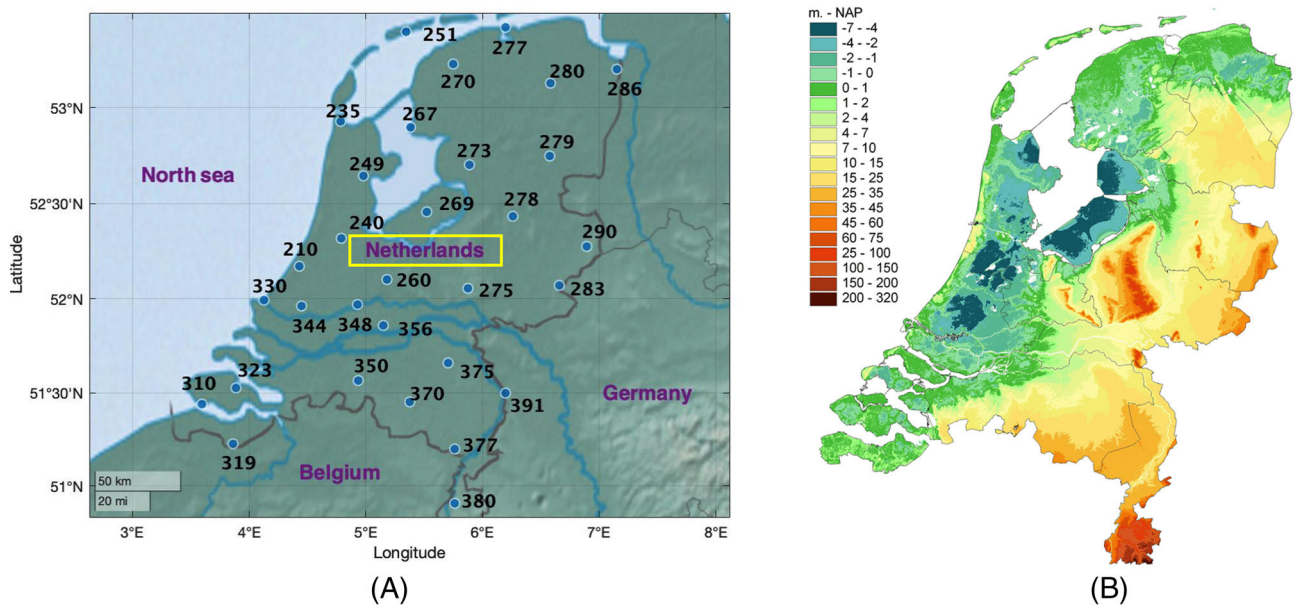 251
277
270
280
286
53°N
235
267
249
273
279
North sea
52°30'N
240
269
278
210
Netherlands
290
260
275
283
52°N
330
344
348
356
323
350
375
310
51°30'N
370
391
Germany
377
319
Belgium
51°N
380
50 km
20 mi
3°E
4°E
5°E
6°E
7°E
8°E
Latitude
Longitude
(A)
m. - NAP
-7 - -4
-4 - -2
-2 - -1
-1 - 0
0 - 1
1 - 2
2 - 4
4 - 7
7 - 10
10 - 15
15 - 25
25 - 35
35 - 45
45 - 60
60 - 75
25 - 100
100 - 150
150 - 200
200 - 320
(B)